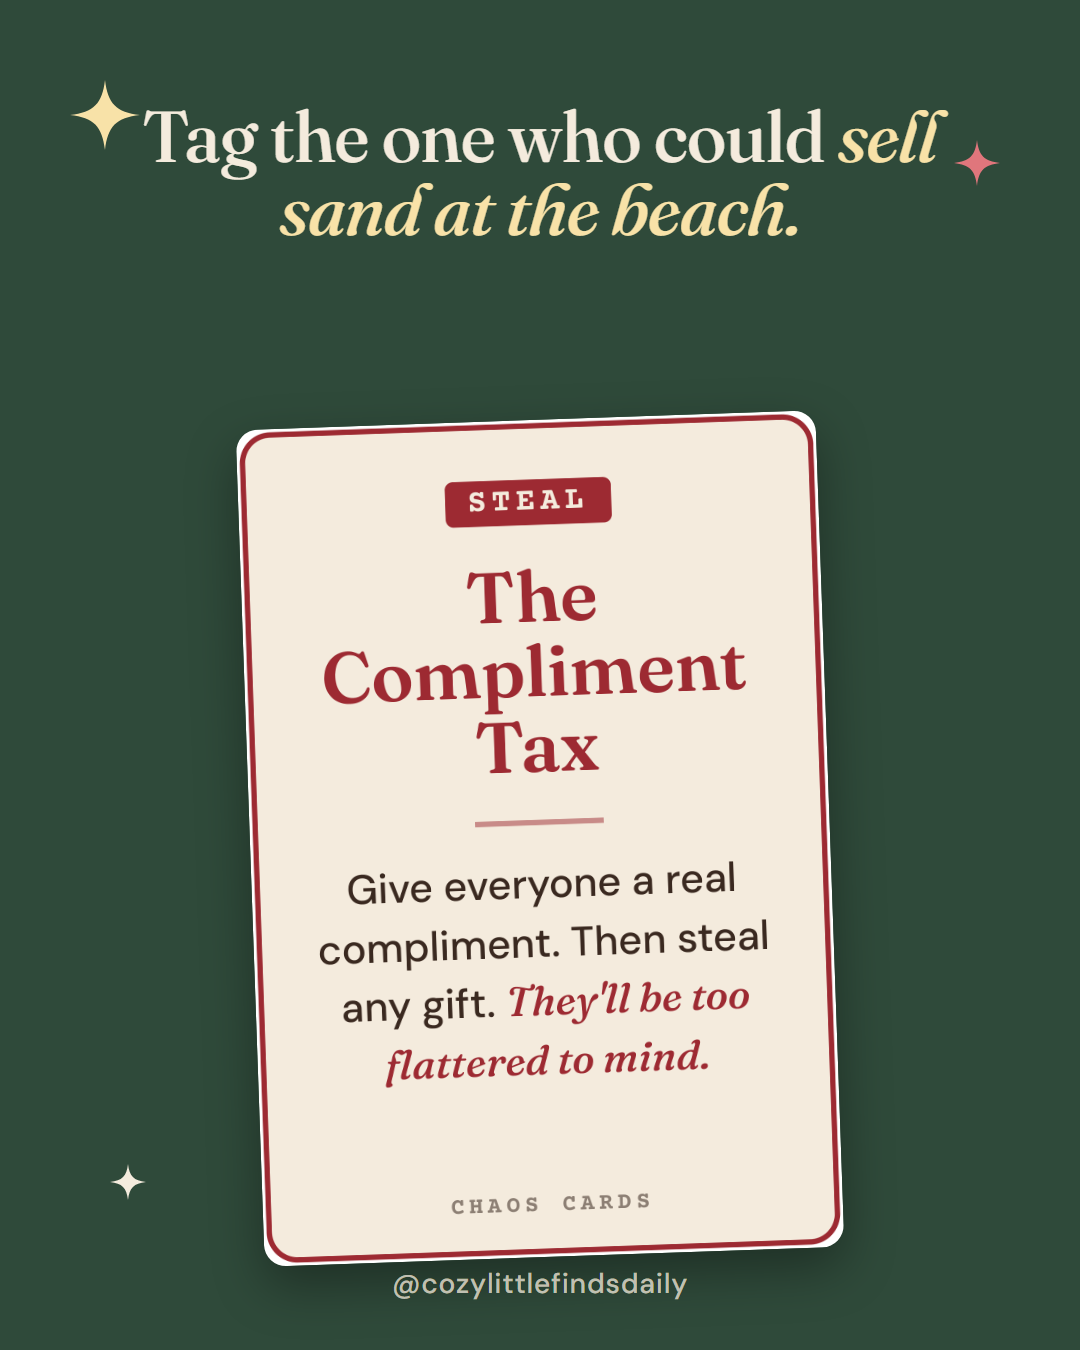 Tag the one who could sell
sand at the beach.
STEAL
The
Compliment
Tax
Give everyone a real
compliment. Then steal
any gift. They'll be too
flattered to mind.
CHAOS CARDS
@cozylittlefindsdaily